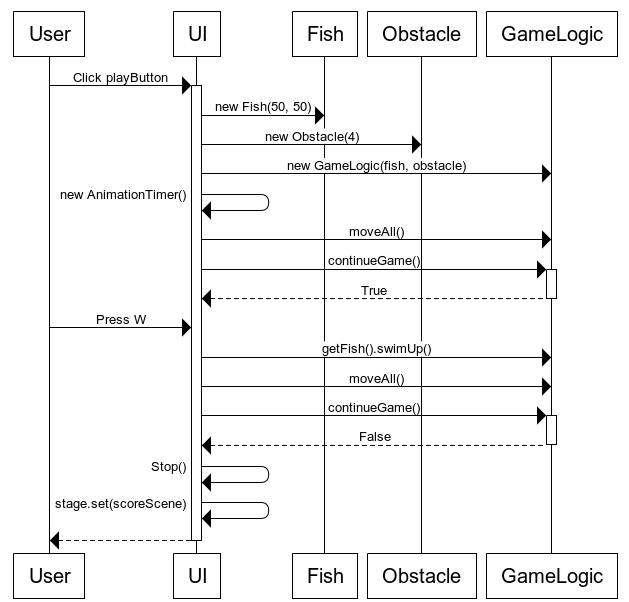 User UI Fish Obstacle GameLogic
Click playButton
new Fish(50, 50)
new Obstacle(4)
new GameLogic(fish, obstacle)
new AnimationTimer()
moveAll()
continueGame()
True
Press W
getFish().swimUp()
moveAll()
continueGame()
False
Stop()
stage.set(scoreScene)
User UI Fish Obstacle GameLogic